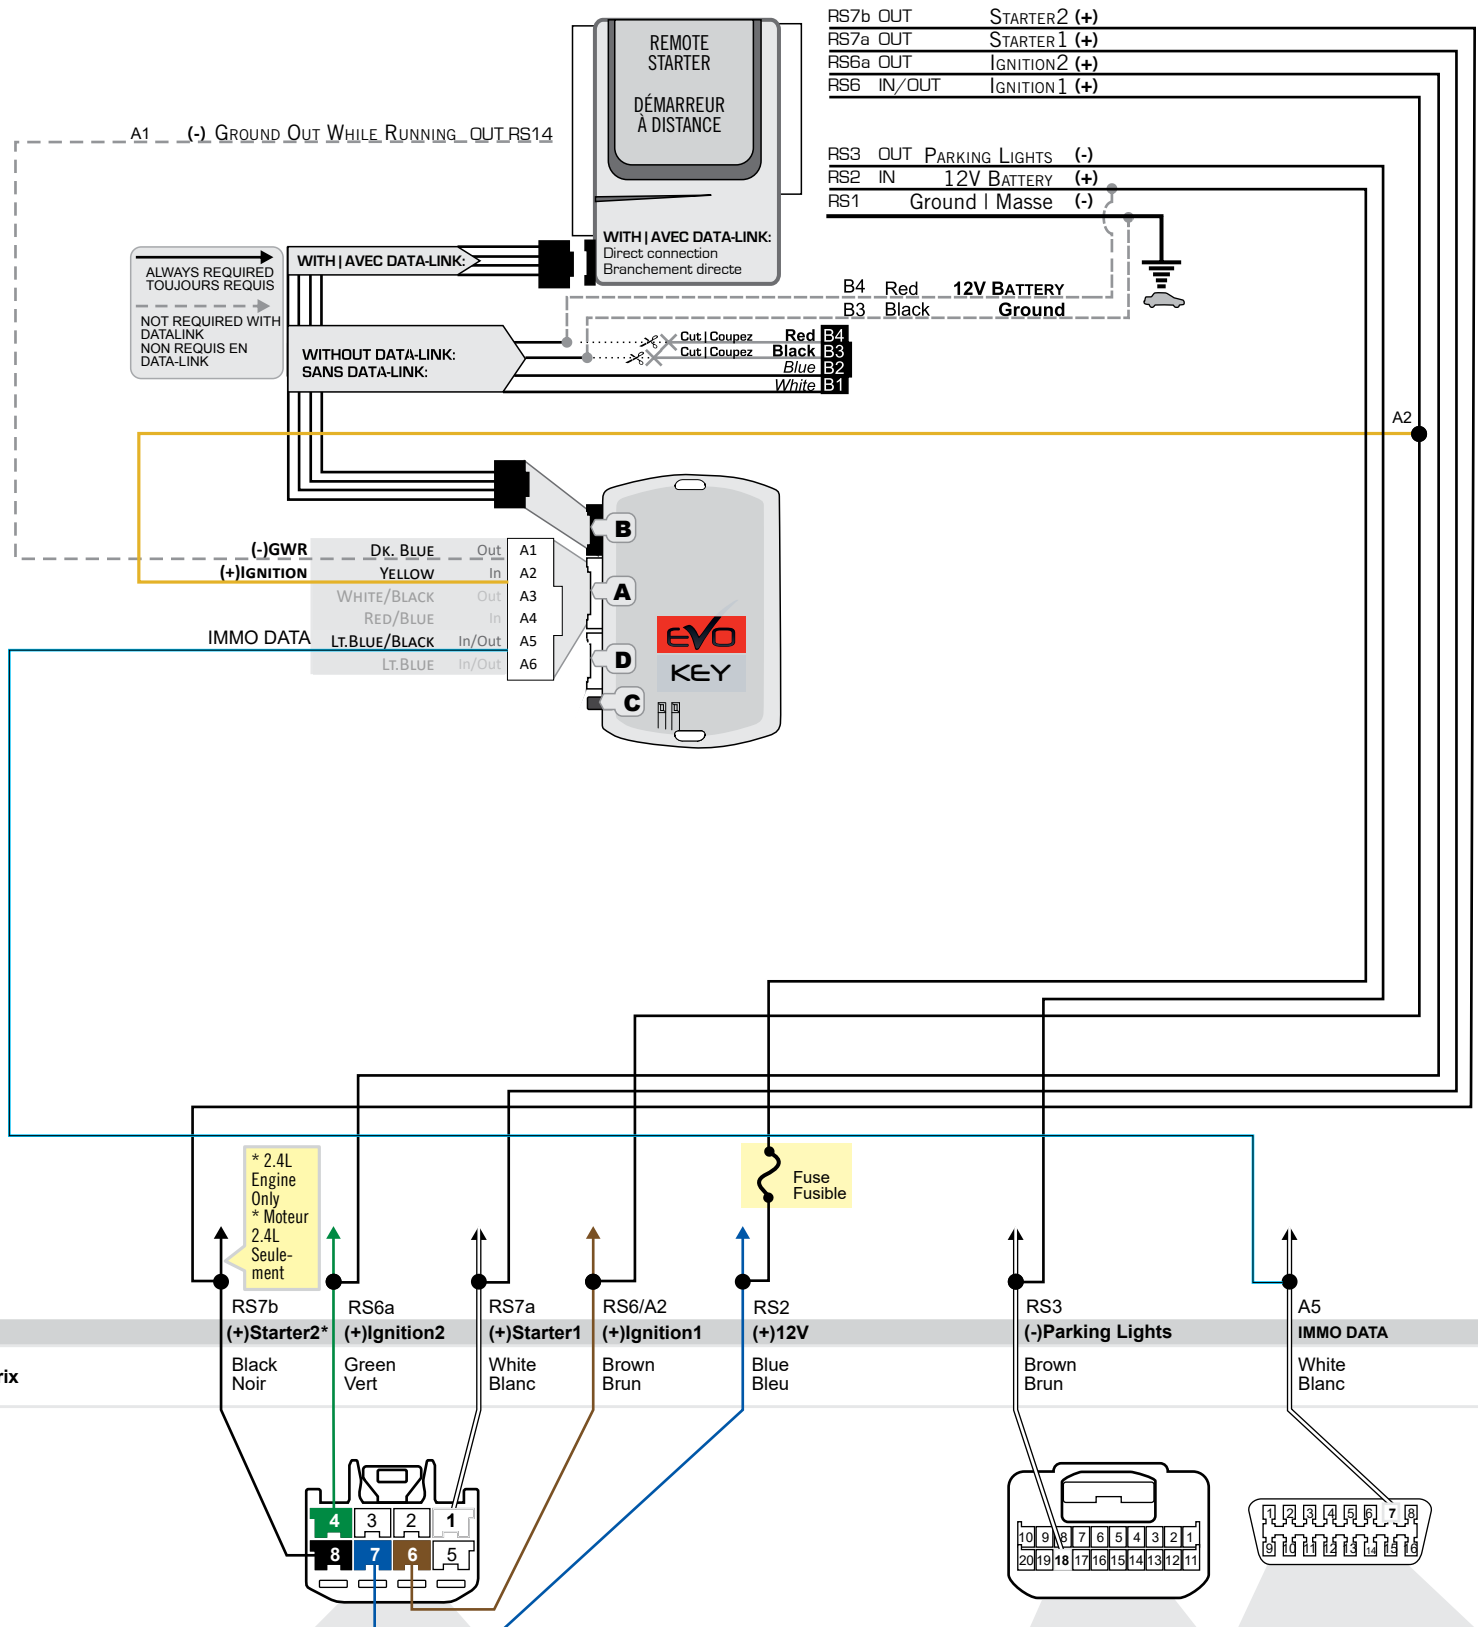 RS7b OUT STARTER2 (+)
RS7a OUT STARTER1 (+)
RS6a OUT IGNITION2 (+)
RS6 IN/OUT IGNITION1 (+)
REMOTE
STARTER
DÉMARREUR
À DISTANCE
A1 (-) GROUND OUT WHILE RUNNING OUT RS14
RS3 OUT PARKING LIGHTS (-)
RS2 IN 12V BATTERY (+)
RS1 Ground | Masse (-)
WITH | AVEC DATA-LINK:
Direct connection
Branchement directe
WITH | AVEC DATA-LINK:
ALWAYS REQUIRED
TOUJOURS REQUIS
NOT REQUIRED WITH
DATALINK
NON REQUIS EN
DATA-LINK
B4 Red 12V BATTERY
B3 Black Ground
WITHOUT DATA-LINK:
SANS DATA-LINK:
Cut | Coupez Red B4
Cut | Coupez Black B3
Blue B2
White B1
A2
B
A
D
C
(-)GWR DK. BLUE Out A1
(+)IGNITION YELLOW In A2
WHITE/BLACK Out A3
RED/BLUE In A4
IMMO DATA LT.BLUE/BLACK In/Out A5
LT.BLUE In/Out A6
EVO
KEY
* 2.4L
Engine
Only
* Moteur
2.4L
Seule-
ment
Fuse
Fusible
RS7b RS6a RS7a RS6/A2 RS2 RS3 A5
(+)Starter2* (+)Ignition2 (+)Starter1 (+)Ignition1 (+)12V (-)Parking Lights IMMO DATA
Black Green White Brown Blue Brown White
Noir Vert Blanc Brun Bleu Brun Blanc
rix
4 3 2 1
8 7 6 5
10 9 8 7 6 5 4 3 2 1
20 19 18 17 16 15 14 13 12 11
1 2 3 4 5 6 7 8
9 10 11 12 13 14 15 16